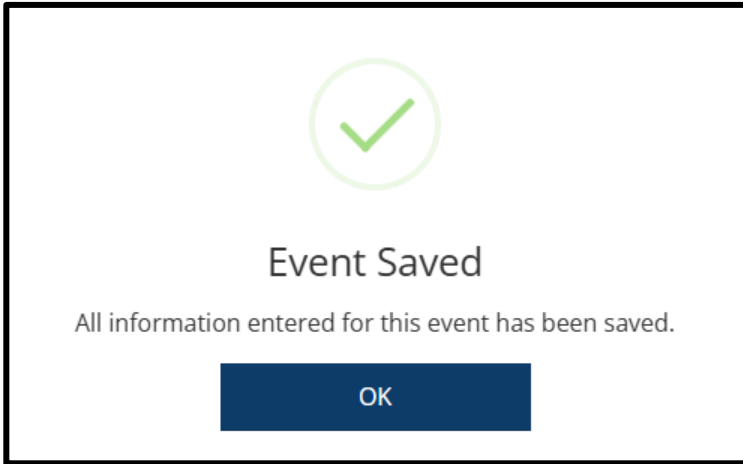 Event Saved
All information entered for this event has been saved.
OK